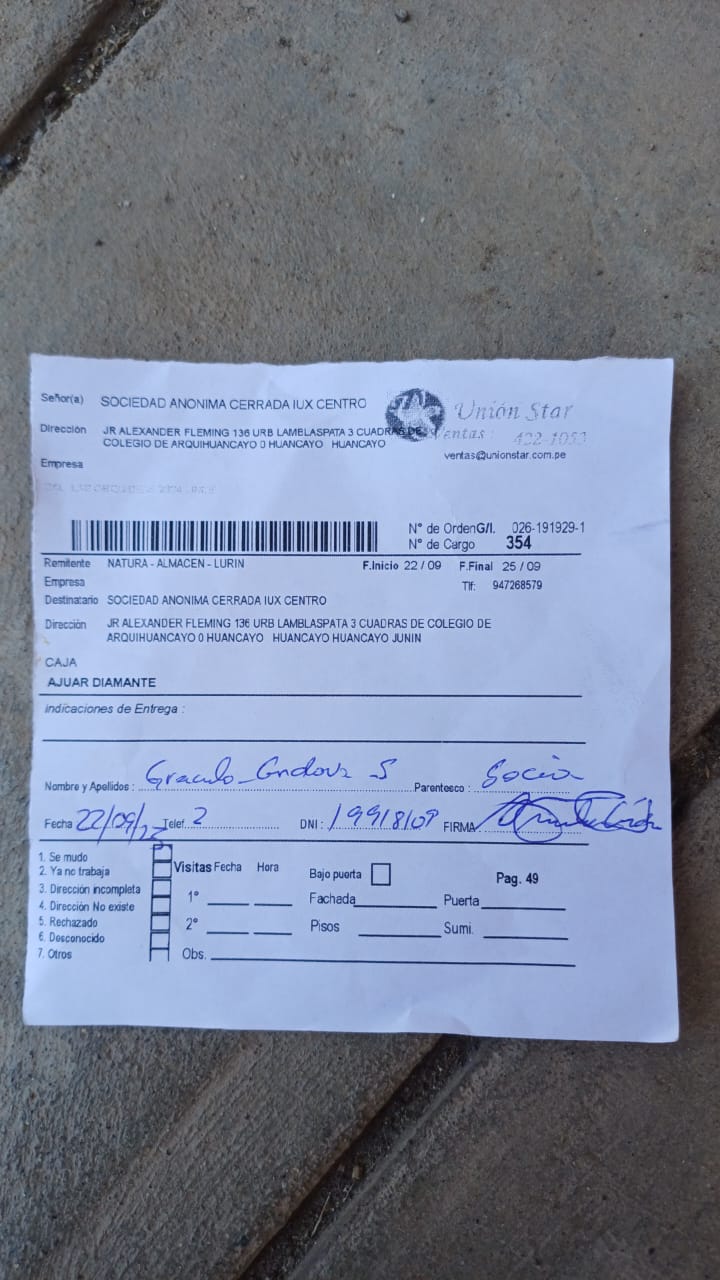 Señor(a) SOCIEDAD ANONIMA CERRADA IUX CENTRO
Unión Star
Dirección JR ALEXANDER FLEMING 136 URB LAMBLASPATA 3 CUADRAS DE
COLEGIO DE ARQUIHUANCAYO 0 HUANCAYO HUANCAYO
Ventas :
ventas@unionstar.com.pe
Empresa
N° de OrdenG/I. 026-191929-1
N° de Cargo 354
Remitente NATURA - ALMACEN - LURIN F.Inicio 22 / 09 F.Final 25 / 09
Empresa Tlf: 947268579
Destinatario SOCIEDAD ANONIMA CERRADA IUX CENTRO
Dirección JR ALEXANDER FLEMING 136 URB LAMBLASPATA 3 CUADRAS DE COLEGIO DE
ARQUIHUANCAYO 0 HUANCAYO HUANCAYO HUANCAYO JUNIN
CAJA
AJUAR DIAMANTE
Indicaciones de Entrega :
Nombre y Apellidos : S Parentesco : Socia
Fecha 22/09/ Telef. 2 DNI : 19918109 FIRMA :
1. Se mudo
2. Ya no trabaja
3. Dirección incompleta
4. Dirección No existe
5. Rechazado
6. Desconocido
7. Otros
Visitas Fecha Hora
1°
2°
Obs.
Bajo puerta
Fachada
Pisos
Pag. 49
Puerta
Sumi.